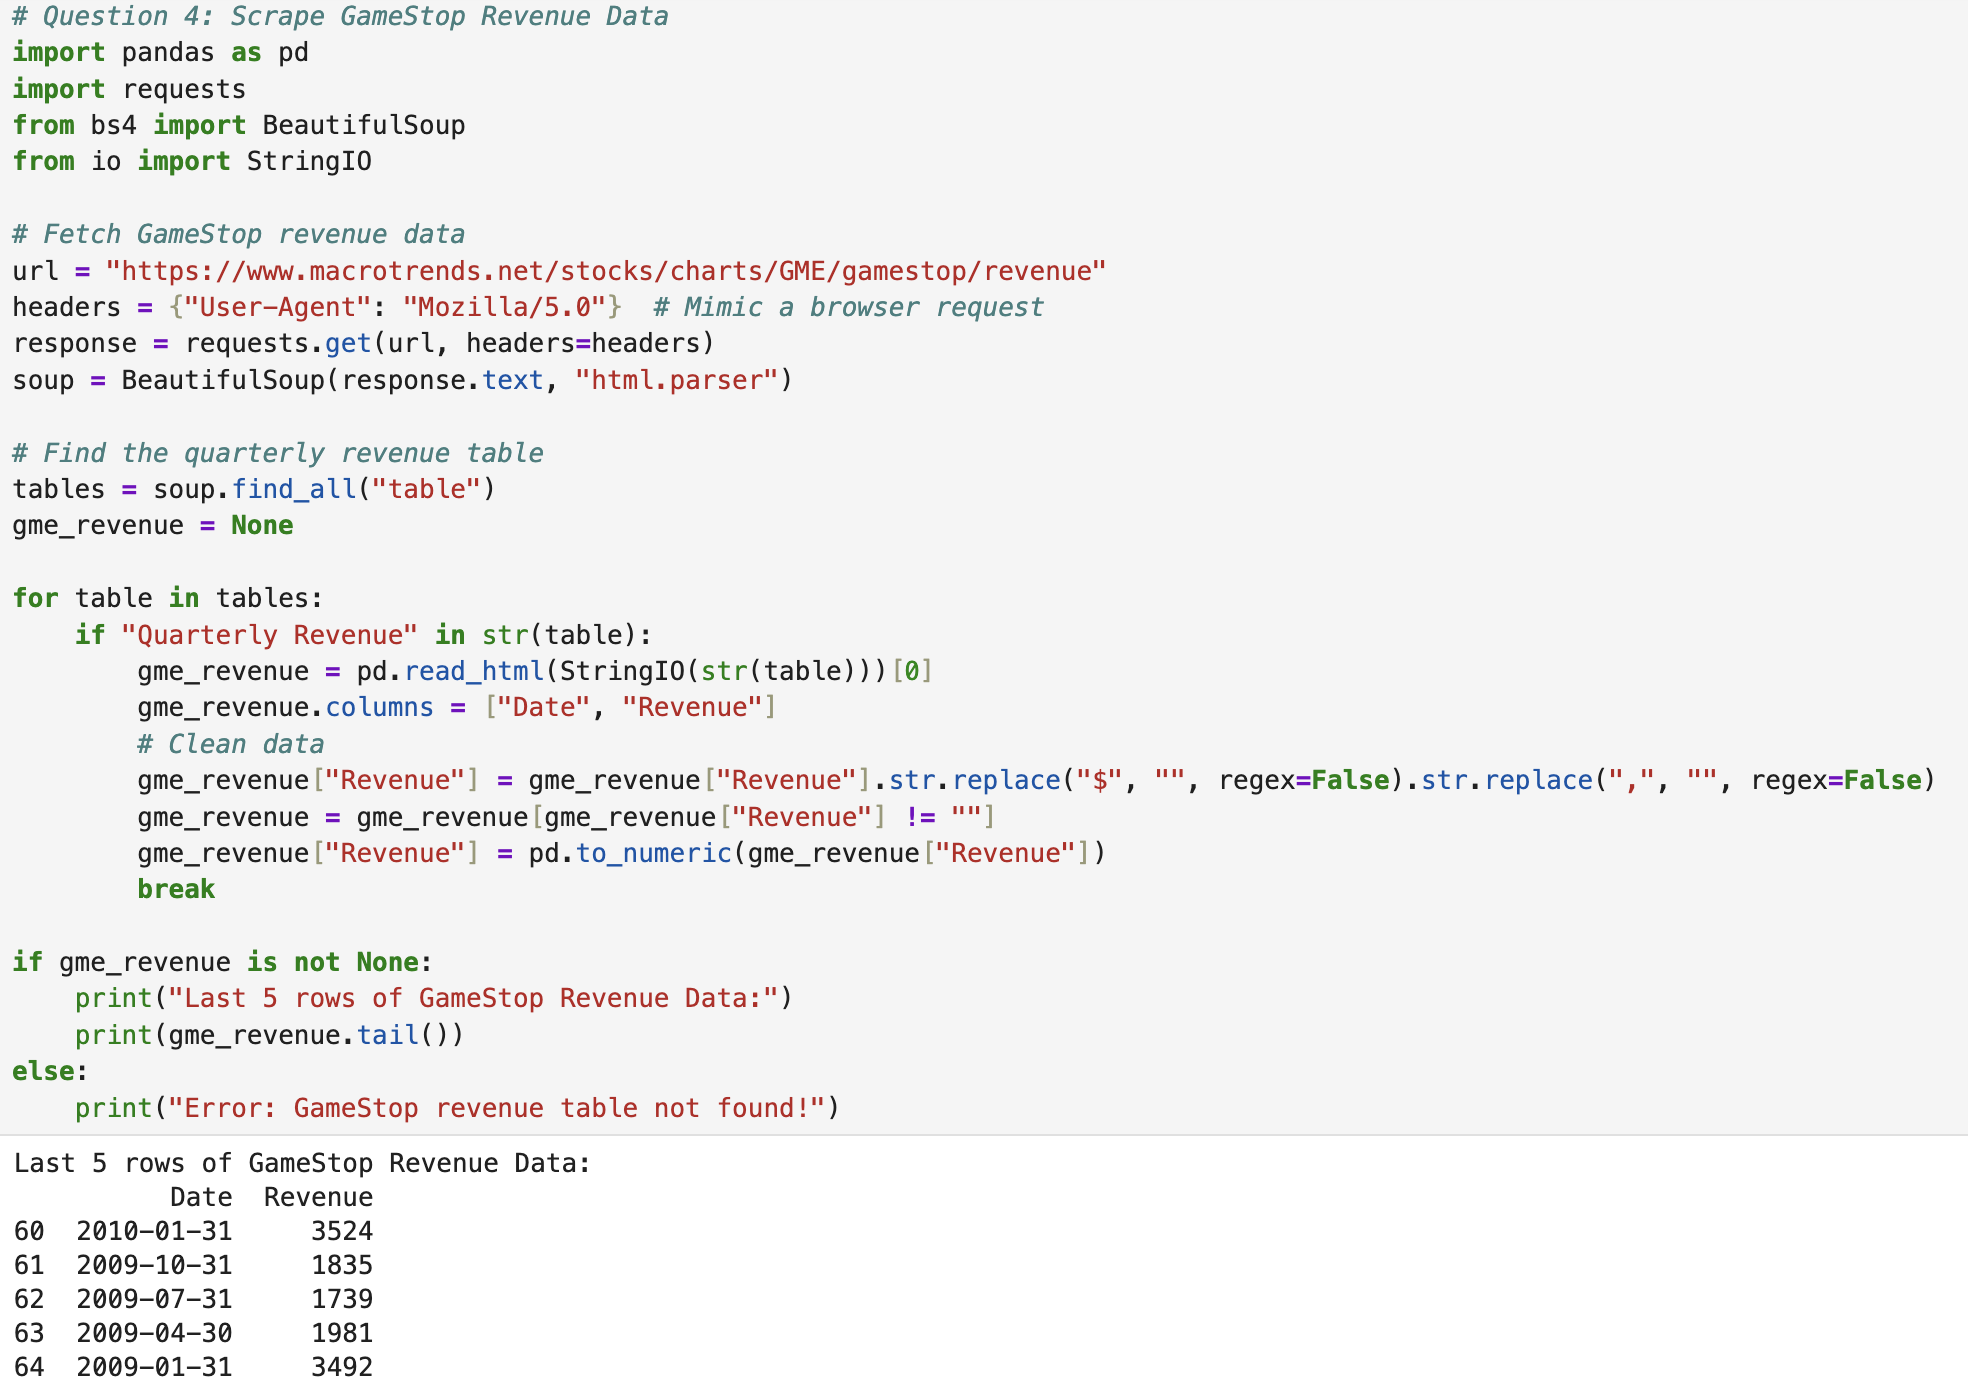 # Question 4: Scrape GameStop Revenue Data
import pandas as pd
import requests
from bs4 import BeautifulSoup
from io import StringIO

# Fetch GameStop revenue data
url = "https://www.macrotrends.net/stocks/charts/GME/gamestop/revenue"
headers = {"User-Agent": "Mozilla/5.0"}  # Mimic a browser request
response = requests.get(url, headers=headers)
soup = BeautifulSoup(response.text, "html.parser")

# Find the quarterly revenue table
tables = soup.find_all("table")
gme_revenue = None

for table in tables:
    if "Quarterly Revenue" in str(table):
        gme_revenue = pd.read_html(StringIO(str(table)))[0]
        gme_revenue.columns = ["Date", "Revenue"]
        # Clean data
        gme_revenue["Revenue"] = gme_revenue["Revenue"].str.replace("$", "", regex=False).str.replace(",", "", regex=False)
        gme_revenue = gme_revenue[gme_revenue["Revenue"] != ""]
        gme_revenue["Revenue"] = pd.to_numeric(gme_revenue["Revenue"])
        break

if gme_revenue is not None:
    print("Last 5 rows of GameStop Revenue Data:")
    print(gme_revenue.tail())
else:
    print("Error: GameStop revenue table not found!")
Last 5 rows of GameStop Revenue Data:
          Date  Revenue
60  2010-01-31     3524
61  2009-10-31     1835
62  2009-07-31     1739
63  2009-04-30     1981
64  2009-01-31     3492